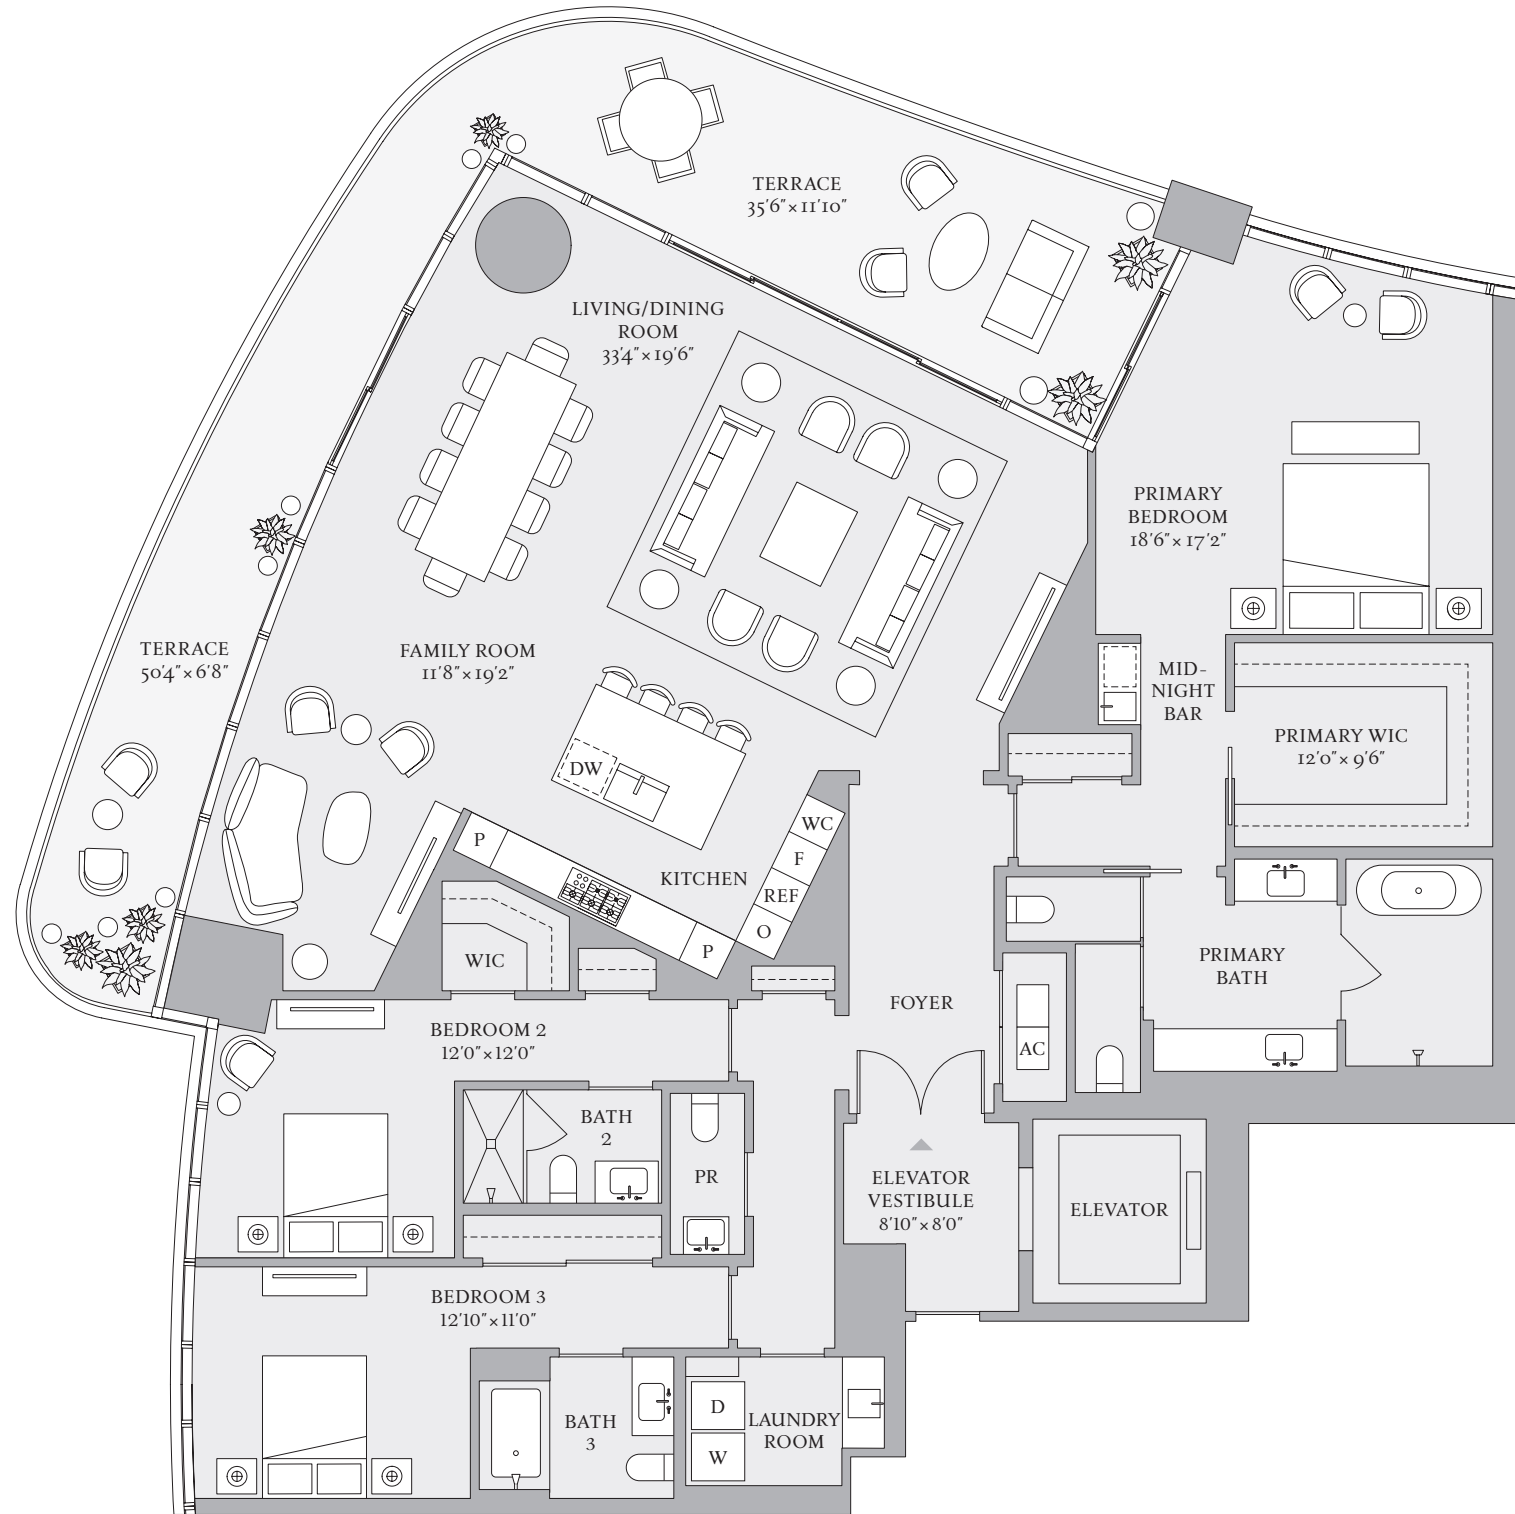 TERRACE
35'6"×11'10"
LIVING/DINING
ROOM
33'4"×19'6"
PRIMARY
BEDROOM
18'6"×17'2"
TERRACE
50'4"×6'8"
FAMILY ROOM
11'8"×19'2"
MID-
NIGHT
BAR
PRIMARY WIC
12'0"×9'6"
DW
WC
F
REF
O
P
KITCHEN
P
WIC
PRIMARY
BATH
FOYER
AC
BEDROOM 2
12'0"×12'0"
BATH
2
PR
ELEVATOR
VESTIBULE
8'10"×8'0"
ELEVATOR
BEDROOM 3
12'10"×11'0"
BATH
3
D
W
LAUNDRY
ROOM